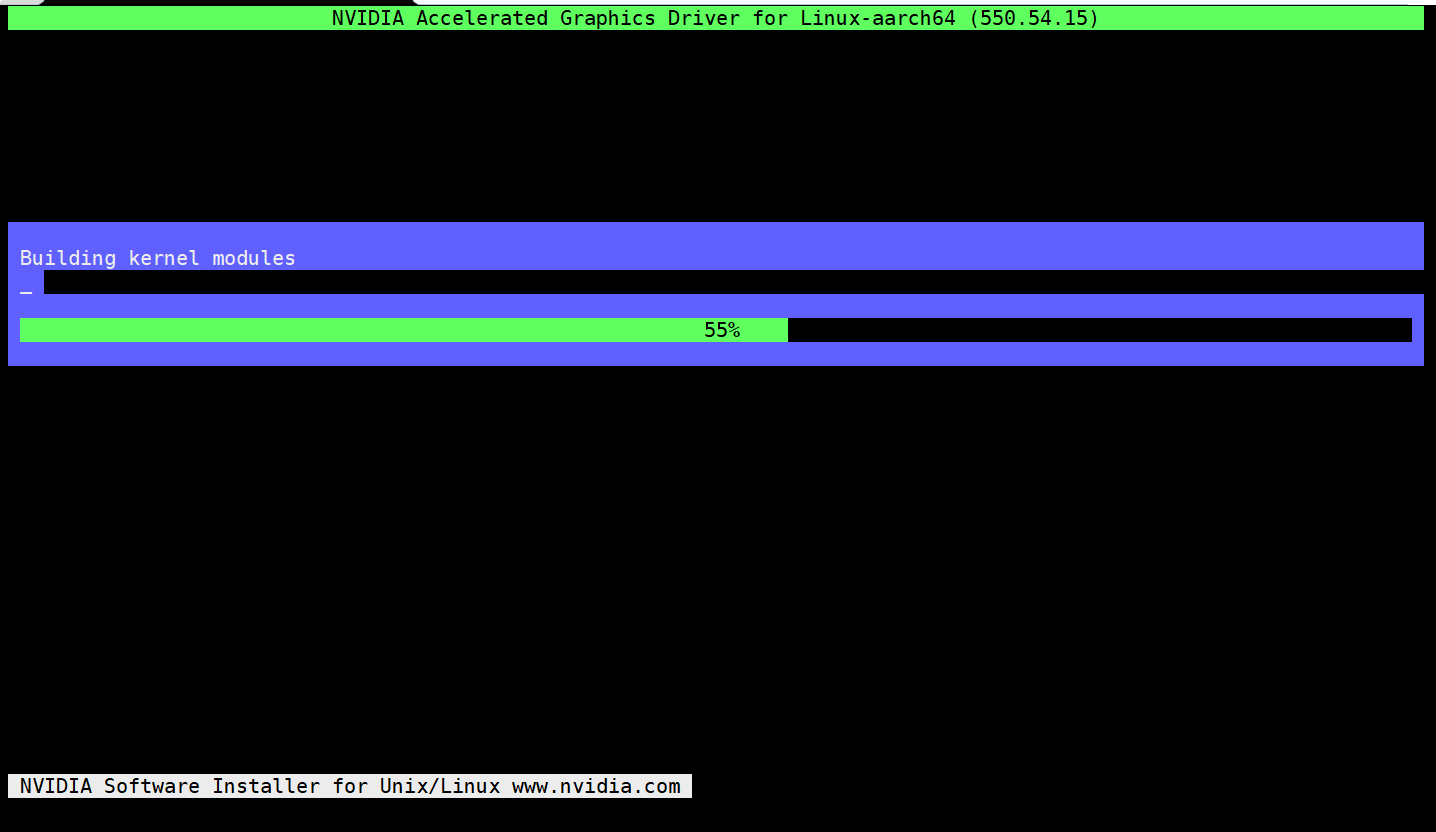 NVIDIA Accelerated Graphics Driver for Linux-aarch64 (550.54.15)
Building kernel modules
55%
NVIDIA Software Installer for Unix/Linux www.nvidia.com